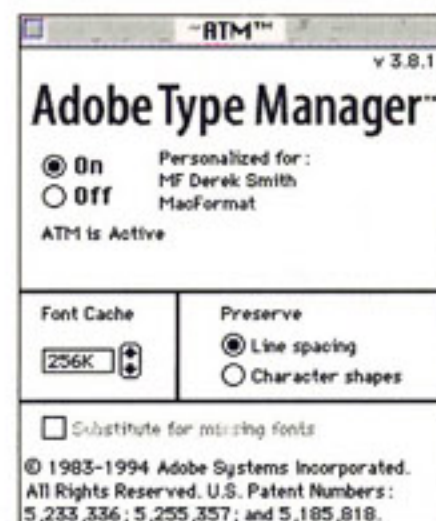 ~ATM™
v 3.8.1
Adobe Type Manager™
On
Off
Personalized for:
MF Derek Smith
MacFormat
ATM is Active
Font Cache
256K
Preserve
Line spacing
Character shapes
Substitute for missing fonts
© 1983-1994 Adobe Systems Incorporated.
All Rights Reserved. U.S. Patent Numbers:
5,233,336; 5,255,357; and 5,185,818.